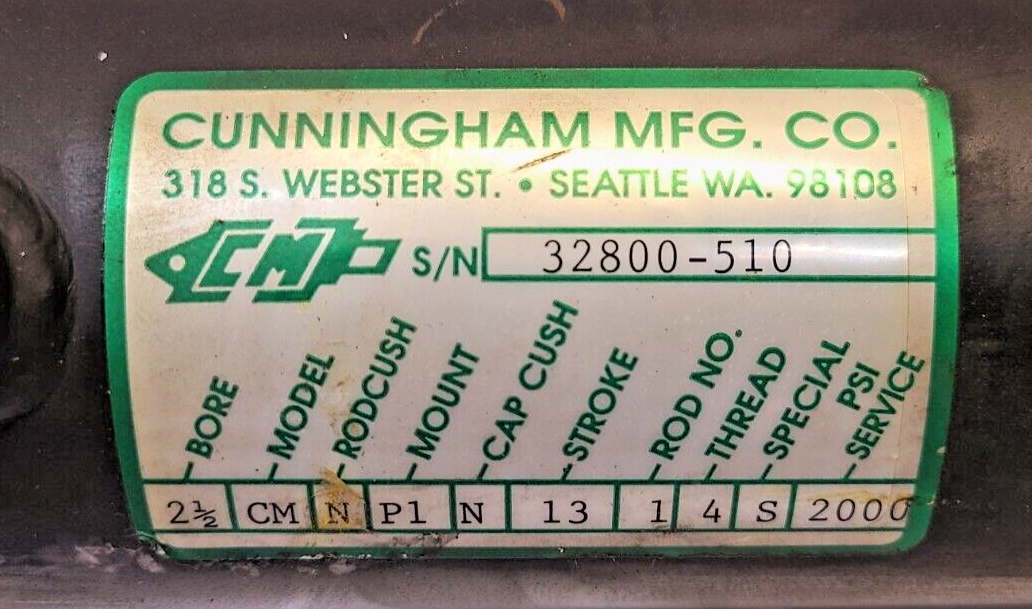 CUNNINGHAM MFG. CO.
318 S. WEBSTER ST. • SEATTLE WA. 98108
CM S/N 32800-510
BORE MODEL RODCUSH MOUNT CAP CUSH STROKE ROD NO. THREAD SPECIAL PSI SERVICE
2½ CM N P1 N 13 1 4 S 2000